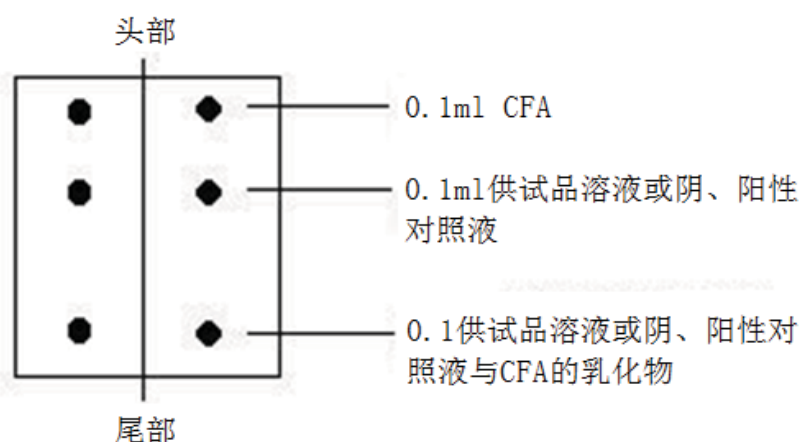 头部
0.1ml CFA
0.1ml供试品溶液或阴、阳性
对照液
0.1供试品溶液或阴、阳性对
照液与CFA的乳化物
尾部